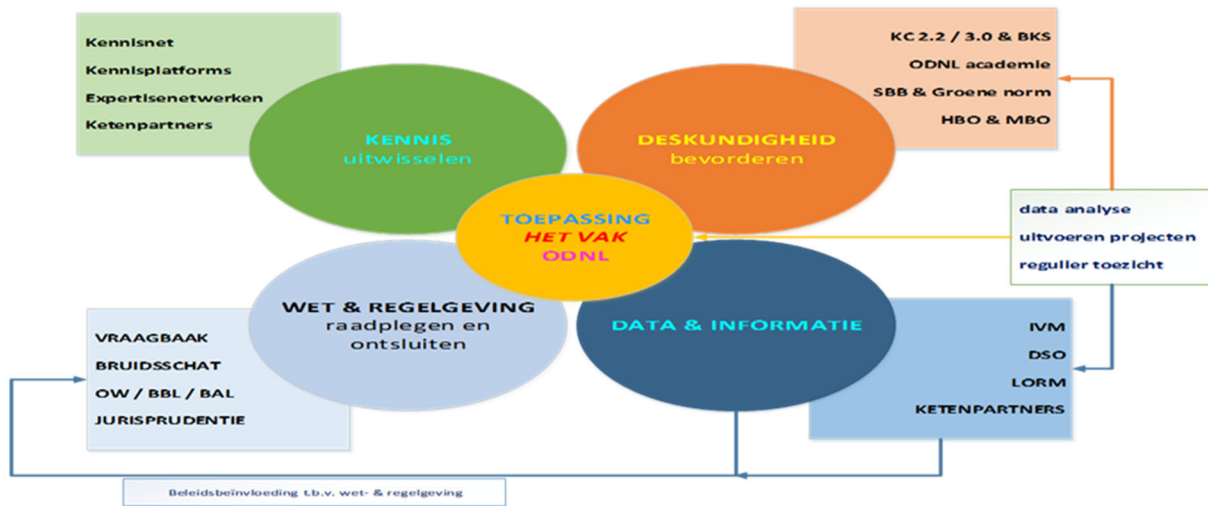 Kennisnet
Kennisplatforms
Expertisenetwerken
Ketenpartners
KENNIS
uitwisselen
DESKUNDIGHEID
bevorderen
KC 2.2 / 3.0 & BKS
ODNL academie
SBB & Groene norm
HBO & MBO
TOEPASSING
HET VAK
ODNL
data analyse
uitvoeren projecten
regulier toezicht
WET & REGELGEVING
raadplegen en
ontsluiten
DATA & INFORMATIE
VRAAGBAAK
BRUIDSSCHAT
OW / BBL / BAL
JURISPRUDENTIE
IVM
DSO
LORM
KETENPARTNERS
Beleidsbeïnvloeding t.b.v. wet- & regelgeving